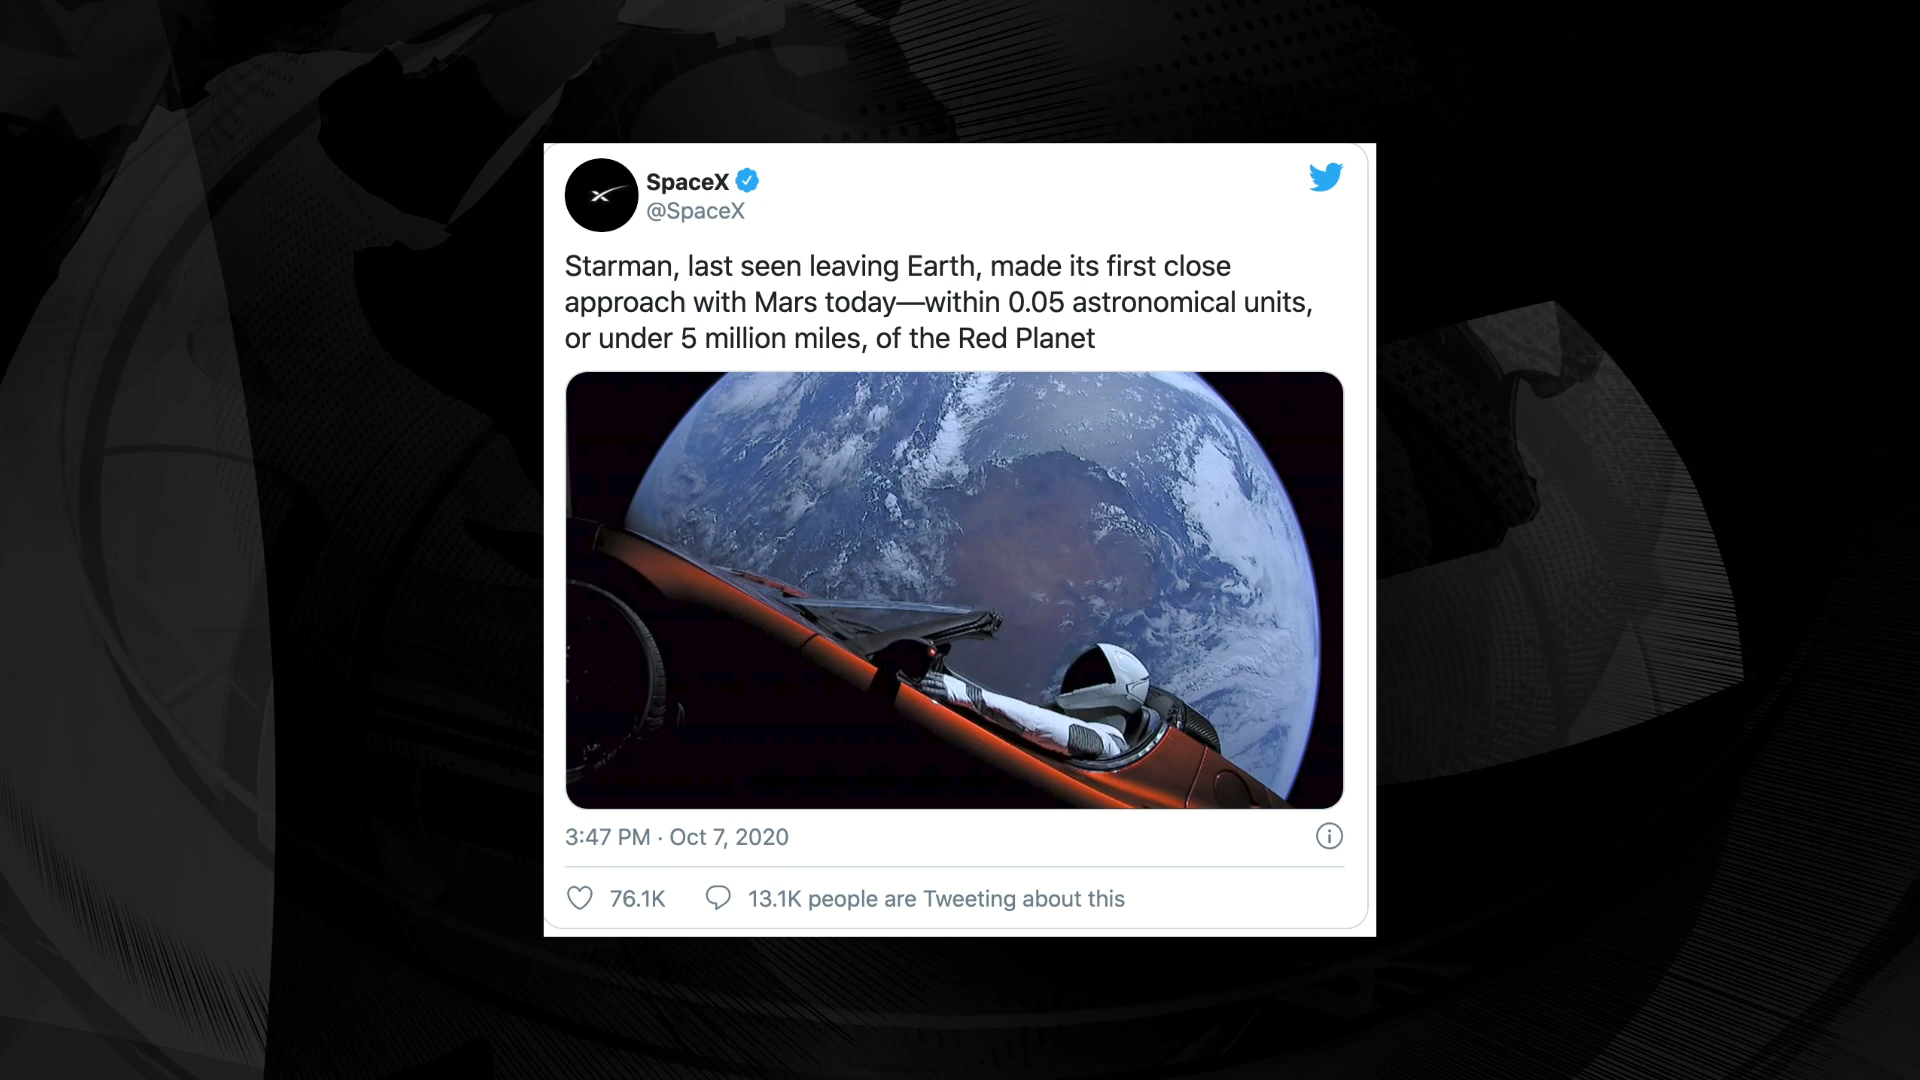 SpaceX
@SpaceX
Starman, last seen leaving Earth, made its first close
approach with Mars today—within 0.05 astronomical units,
or under 5 million miles, of the Red Planet
3:47 PM · Oct 7, 2020
76.1K 13.1K people are Tweeting about this